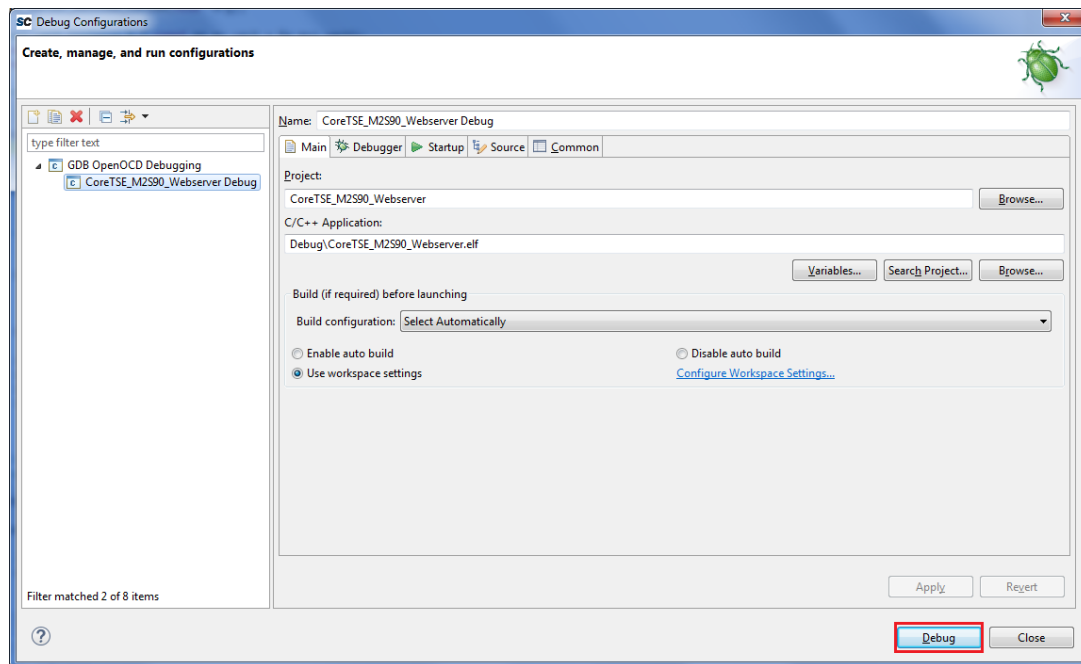 SC Debug Configurations
Create, manage, and run configurations
type filter text
GDB OpenOCD Debugging
CoreTSE_M2S90_Webserver Debug
Filter matched 2 of 8 items
Name: CoreTSE_M2S90_Webserver Debug
Main Debugger Startup Source Common
Project:
CoreTSE_M2S90_Webserver Browse...
C/C++ Application:
Debug\CoreTSE_M2S90_Webserver.elf
Variables... Search Project... Browse...
Build (if required) before launching
Build configuration: Select Automatically
Enable auto build Disable auto build
Use workspace settings Configure Workspace Settings...
Apply Revert
? Debug Close